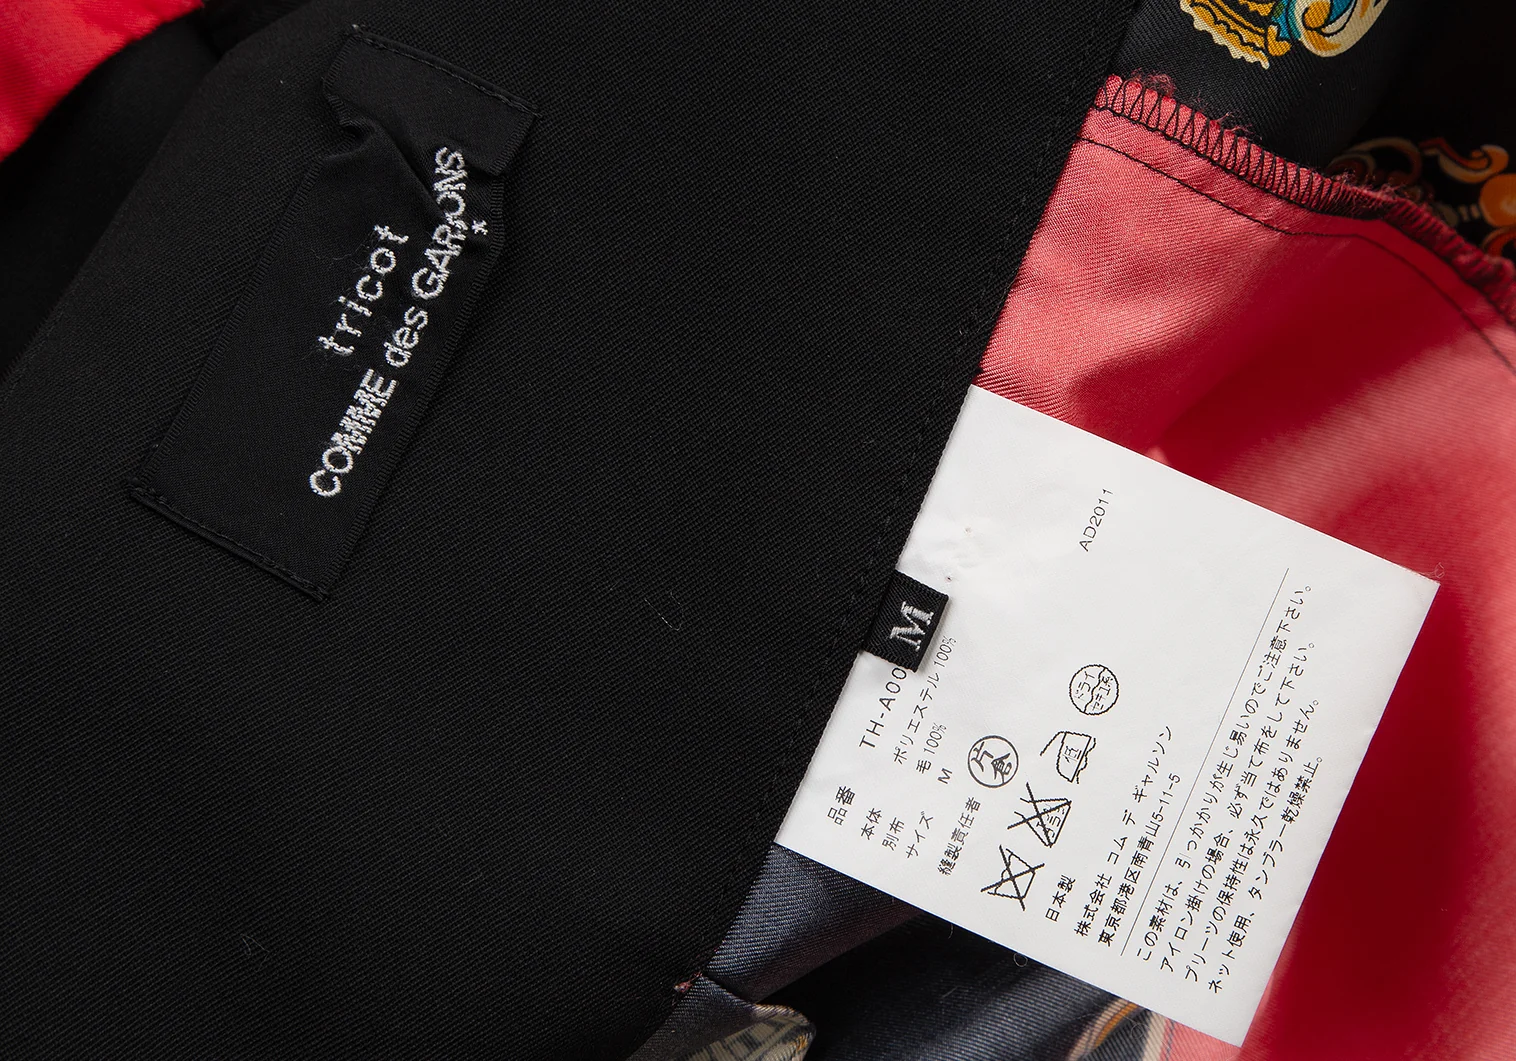 tricot
COMME des GARÇONS
*
M
AD2011
品番 TH-A00
本体 ポリエステル 100%
別布 毛 100%
サイズ M
縫製責任者 片倉
ドライ
日本製
株式会社 コム デ ギャルソン
東京都港区南青山5-11-5
この素材は、引っかかりが生じ易いのでご注意下さい。
アイロン掛けの場合、必ず当て布をして下さい。
プリーツの保持性は永久ではありません。
ネット使用、タンブラー乾燥禁止。